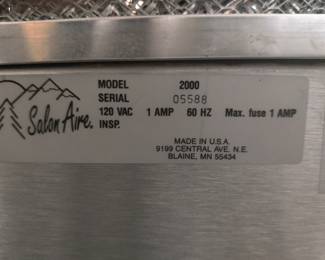 MODEL 2000
SERIAL 05588
120 VAC 1 AMP 60 HZ Max. fuse 1 AMP
INSP.
Salon Aire.
MADE IN U.S.A.
9199 CENTRAL AVE. N.E.
BLAINE, MN 55434